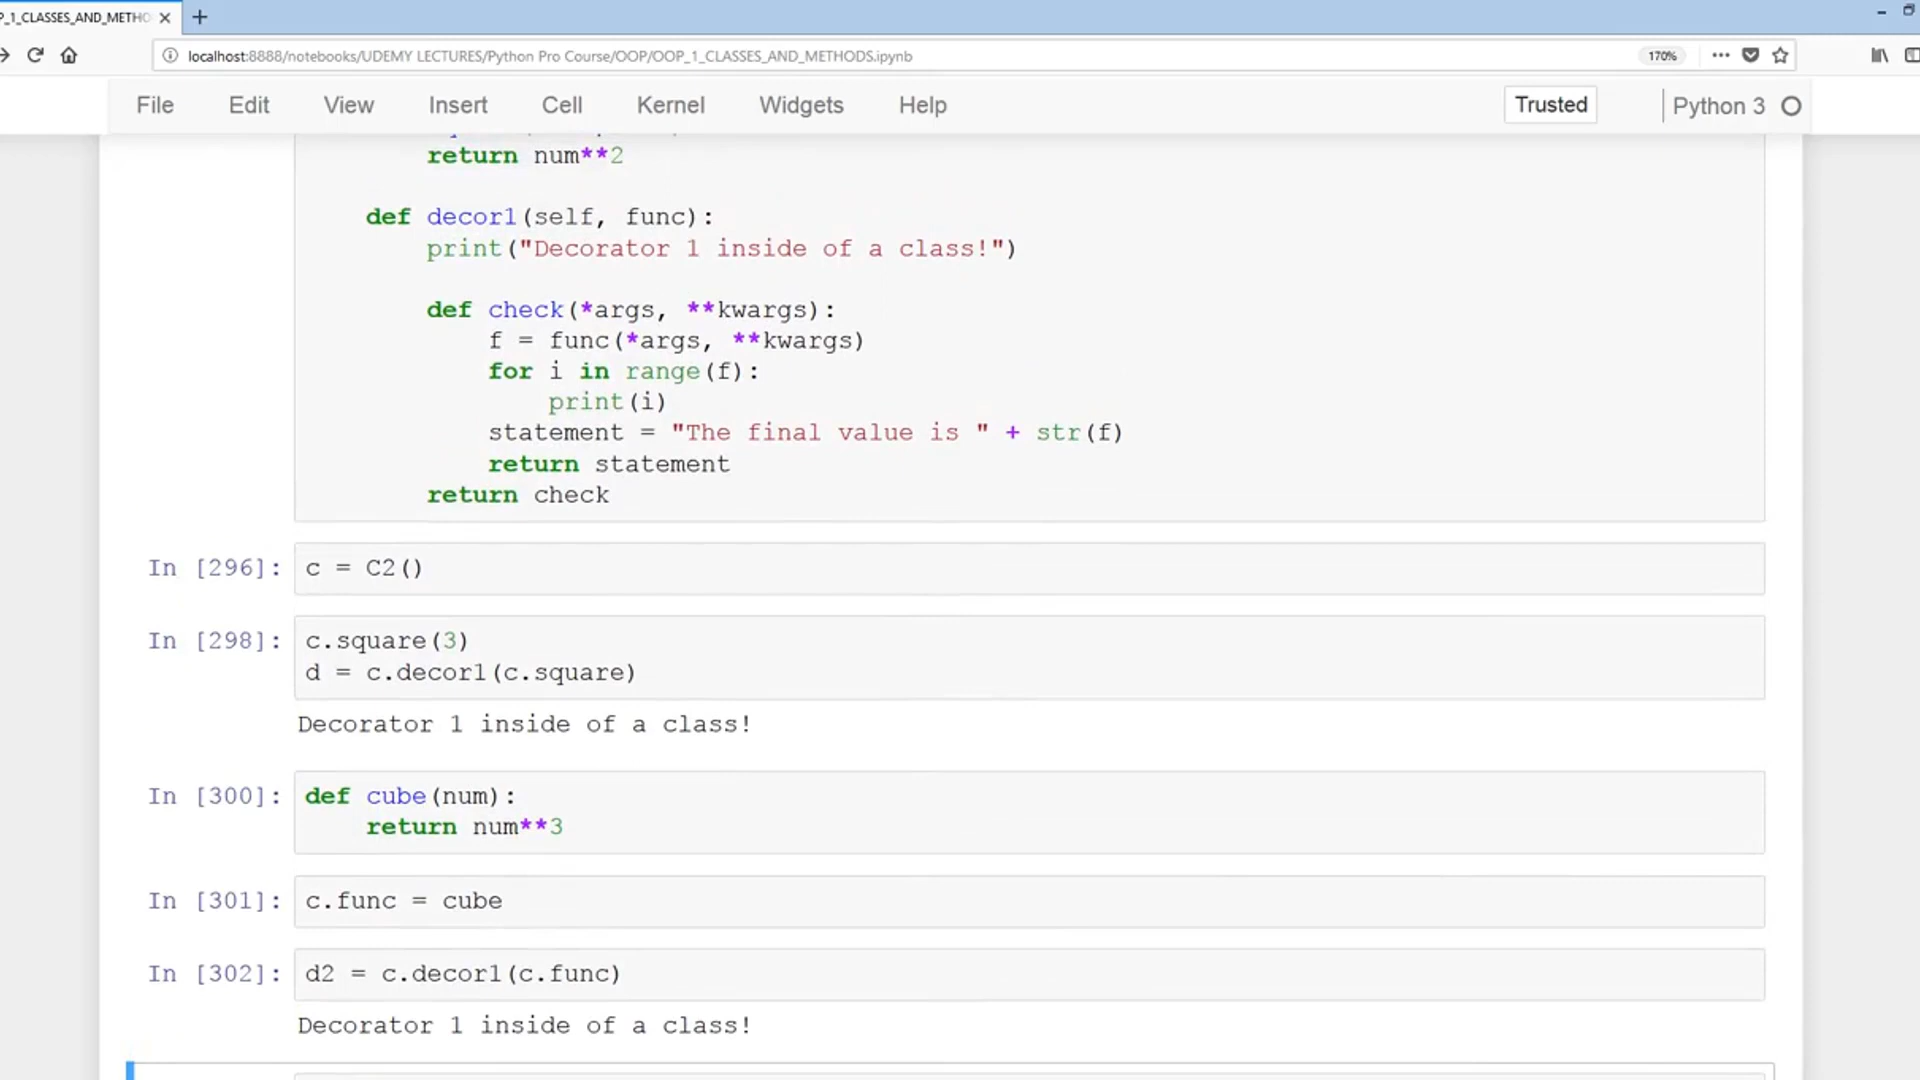 P_1_CLASSES_AND_METHO
localhost:8888/notebooks/UDEMY LECTURES/Python Pro Course/OOP/OOP_1_CLASSES_AND_METHODS.ipynb
170%
File Edit View Insert Cell Kernel Widgets Help
Trusted
Python 3
return num**2
def decor1(self, func):
print("Decorator 1 inside of a class!")
def check(*args, **kwargs):
f = func(*args, **kwargs)
for i in range(f):
print(i)
statement = "The final value is " + str(f)
return statement
return check
In [296]: c = C2()
In [298]: c.square(3)
d = c.decor1(c.square)
Decorator 1 inside of a class!
In [300]: def cube(num):
return num**3
In [301]: c.func = cube
In [302]: d2 = c.decor1(c.func)
Decorator 1 inside of a class!